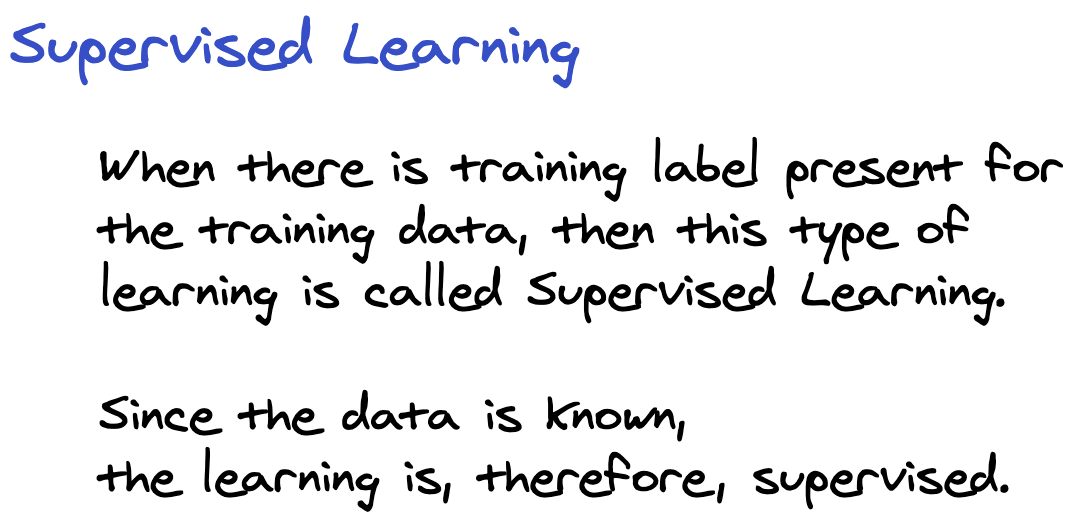 Supervised Learning
When there is training label present for
the training data, then this type of
learning is called Supervised Learning.
Since the data is known,
the learning is, therefore, supervised.